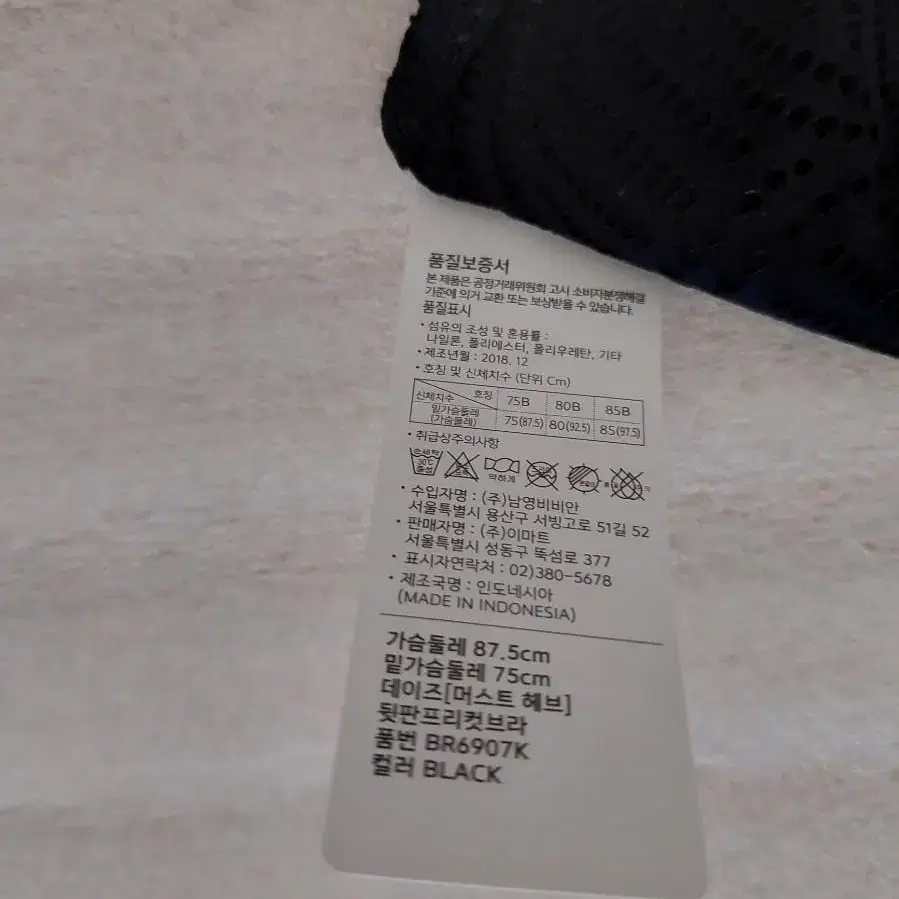 품질보증서
본 제품은 공정거래위원회 고시 소비자분쟁해결
기준에 의거 교환 또는 보상받을 수 있습니다.
품질표시
• 섬유의 조성 및 혼용률 :
나일론, 폴리에스터, 폴리우레탄, 기타
• 제조년월 : 2018. 12
• 호칭 및 신체치수 (단위 Cm)
신체치수 호칭 75B 80B 85B
밑가슴둘레 (가슴둘레) 75(87.5) 80(92.5) 85(97.5)
• 취급상주의사항
30℃ 중성
약하게
• 수입자명 : (주)남영비비안
서울특별시 용산구 서빙고로 51길 52
• 판매자명 : (주)이마트
서울특별시 성동구 뚝섬로 377
• 표시자연락처 : 02)380-5678
• 제조국명 : 인도네시아
(MADE IN INDONESIA)
가슴둘레 87.5cm
밑가슴둘레 75cm
데이즈[머스트 헤브]
뒷판프리컷브라
품번 BR6907K
컬러 BLACK